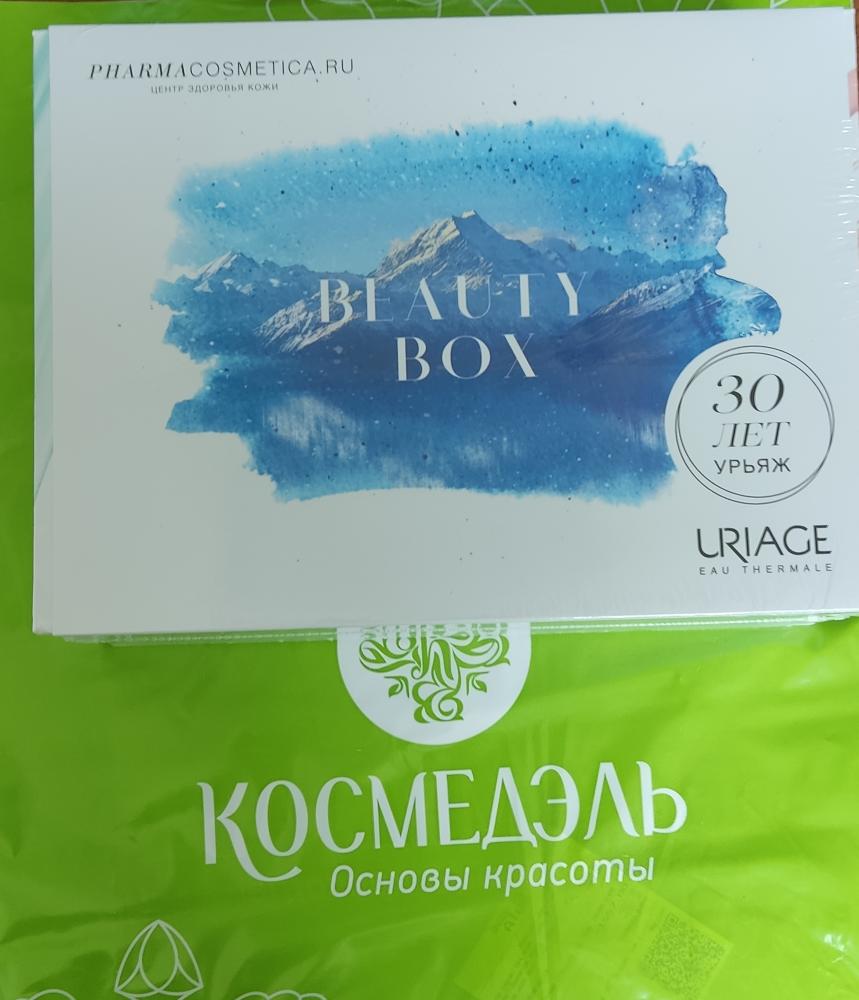 PHARMACOSMETICA.RU
ЦЕНТР ЗДОРОВЬЯ КОЖИ
BEAUTY
BOX
30
ЛЕТ
УРЬЯЖ
URIAGE
EAU THERMALE
КОСМЕДЭЛЬ
Основы красоты